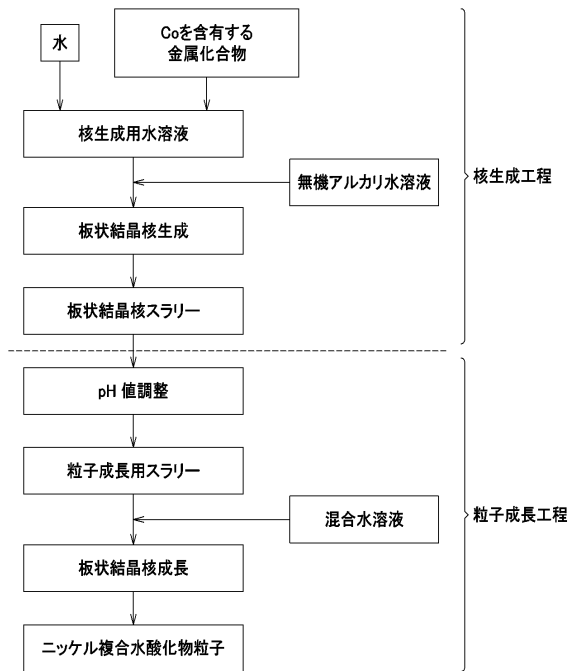 水
Coを含有する
金属化合物
核生成用水溶液
無機アルカリ水溶液
核生成工程
板状結晶核生成
板状結晶核スラリー
pH 値調整
粒子成長用スラリー
混合水溶液
粒子成長工程
板状結晶核成長
ニッケル複合水酸化物粒子